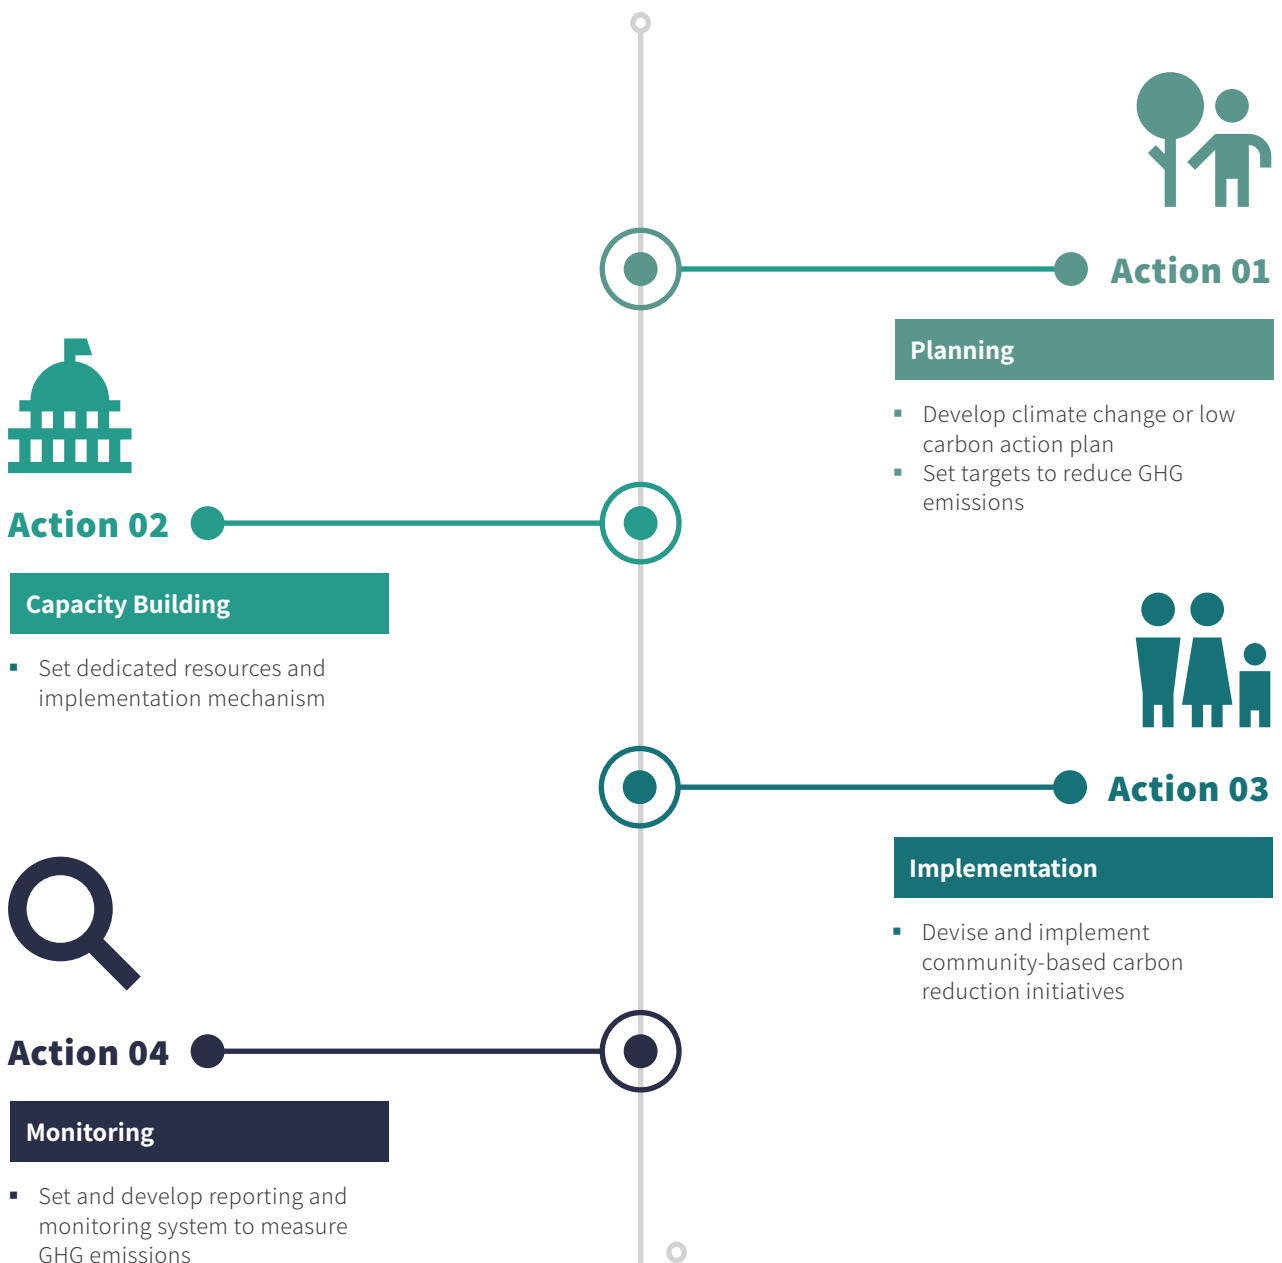 Action 01
Planning
Develop climate change or low
carbon action plan
Set targets to reduce GHG
emissions
Action 02
Capacity Building
Set dedicated resources and
implementation mechanism
Action 03
Implementation
Devise and implement
community-based carbon
reduction initiatives
Action 04
Monitoring
Set and develop reporting and
monitoring system to measure
GHG emissions